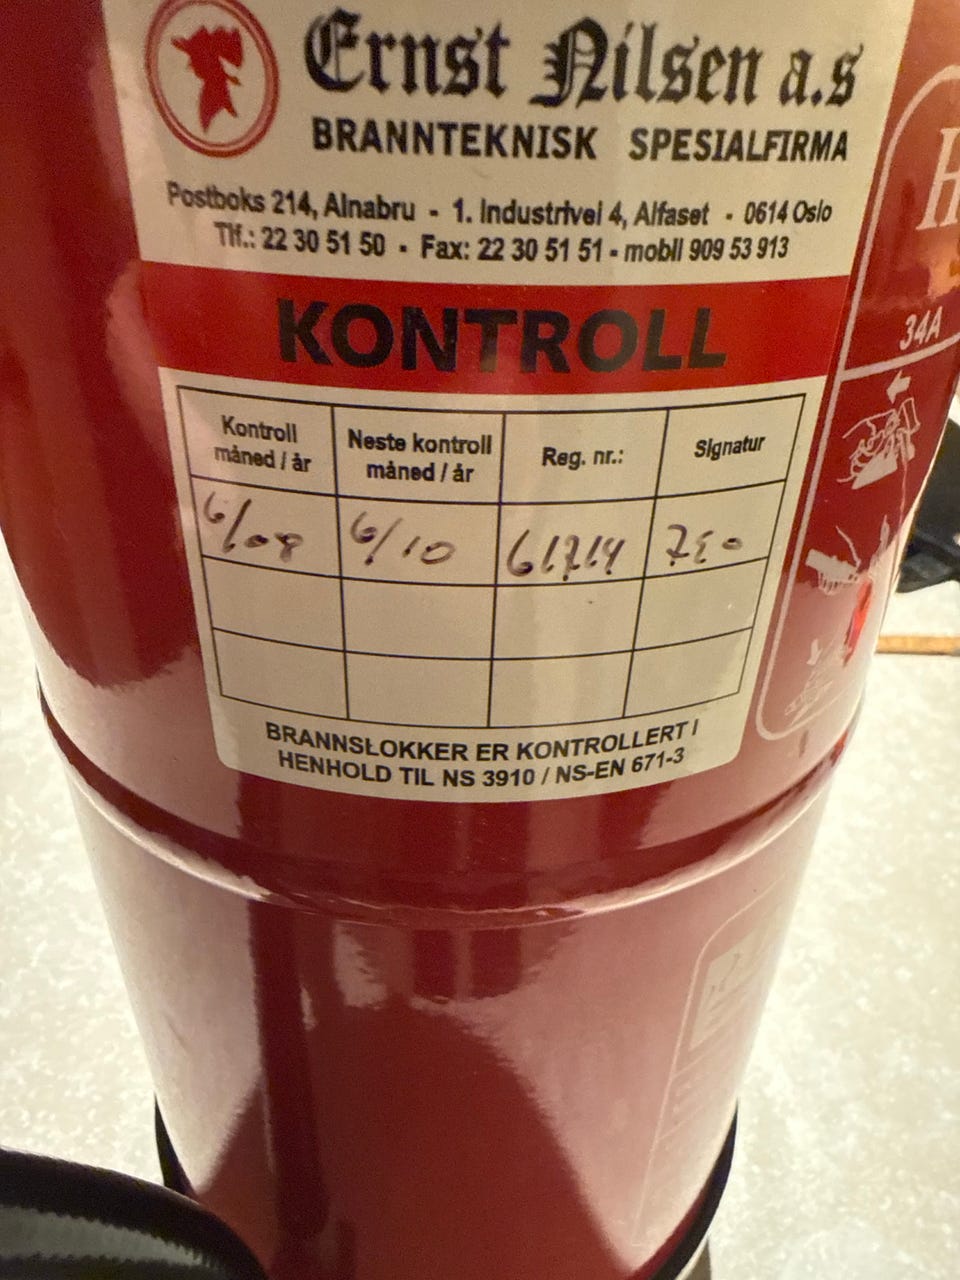 Ernst Nilsen a.s
BRANNTEKNISK SPESIALFIRMA
Postboks 214, Alnabru - 1. Industrivei 4, Alfaset - 0614 Oslo
Tlf.: 22 30 51 50 - Fax: 22 30 51 51 - mobil 909 53 913
KONTROLL
Kontroll måned / år
Neste kontroll måned / år
Reg. nr.:
Signatur
6/08 6/10 61714
BRANNSLOKKER ER KONTROLLERT I
HENHOLD TIL NS 3910 / NS-EN 671-3
H
34A